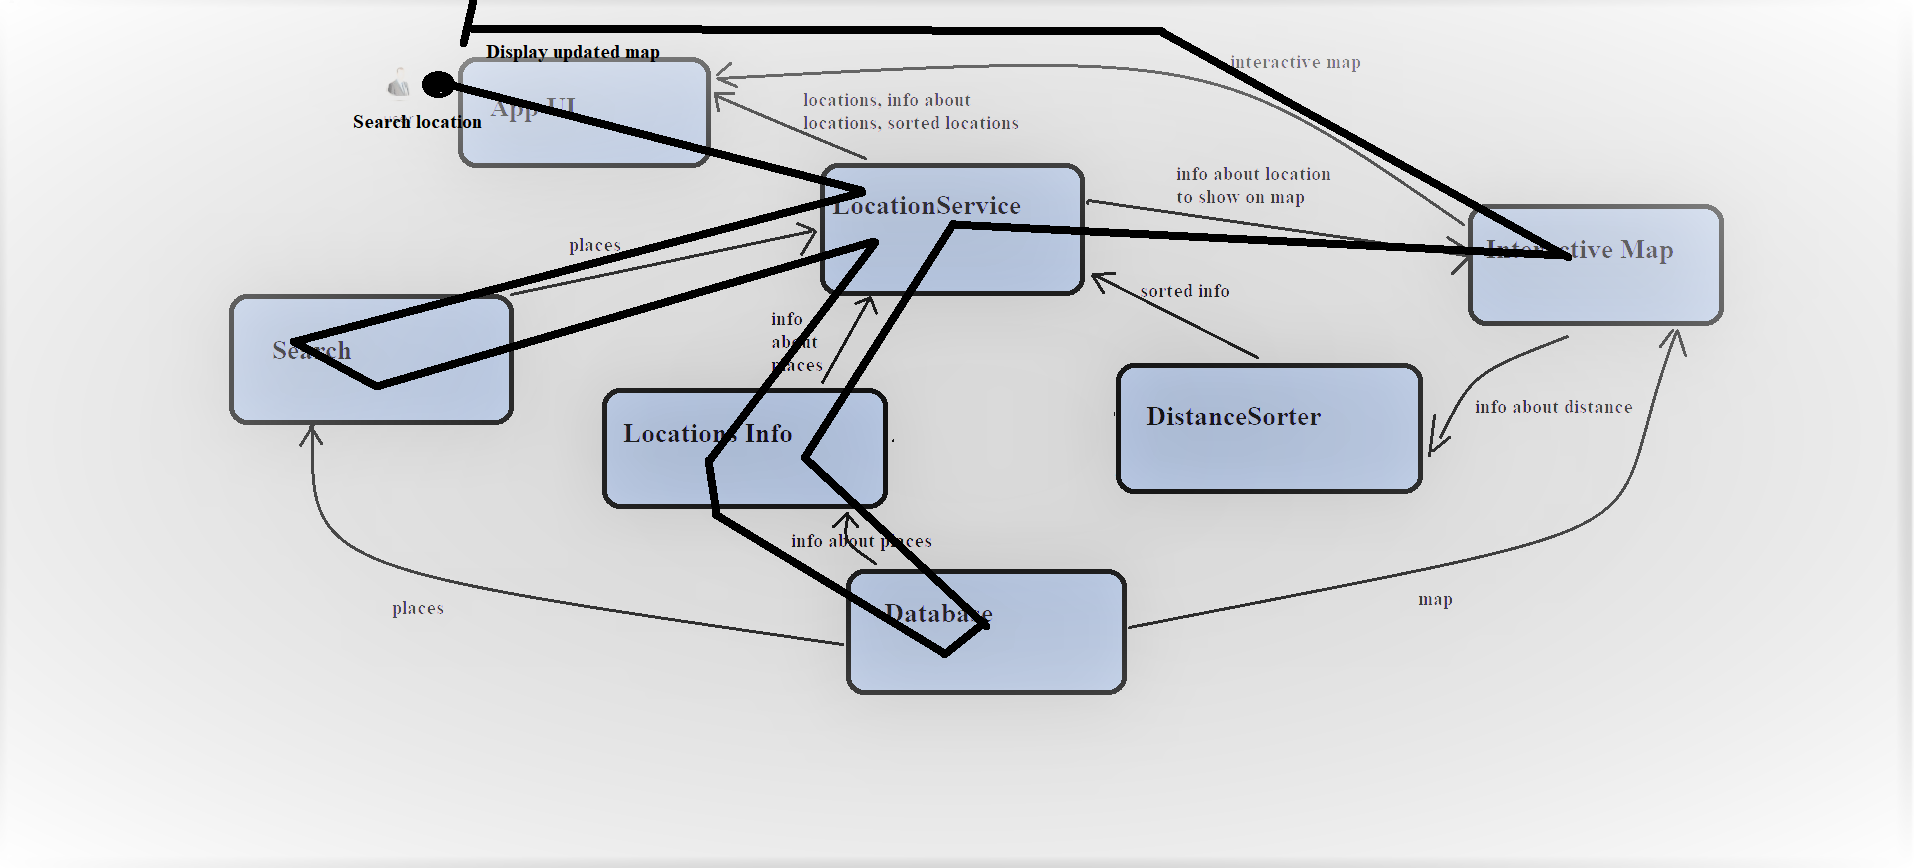 Display updated map
interactive map
App UI
Search location
locations, info about
locations, sorted locations
info about location
to show on map
LocationService
places
Interactive Map
sorted info
info
about
places
Search
DistanceSorter
info about distance
Locations Info
info about places
Database
places
map